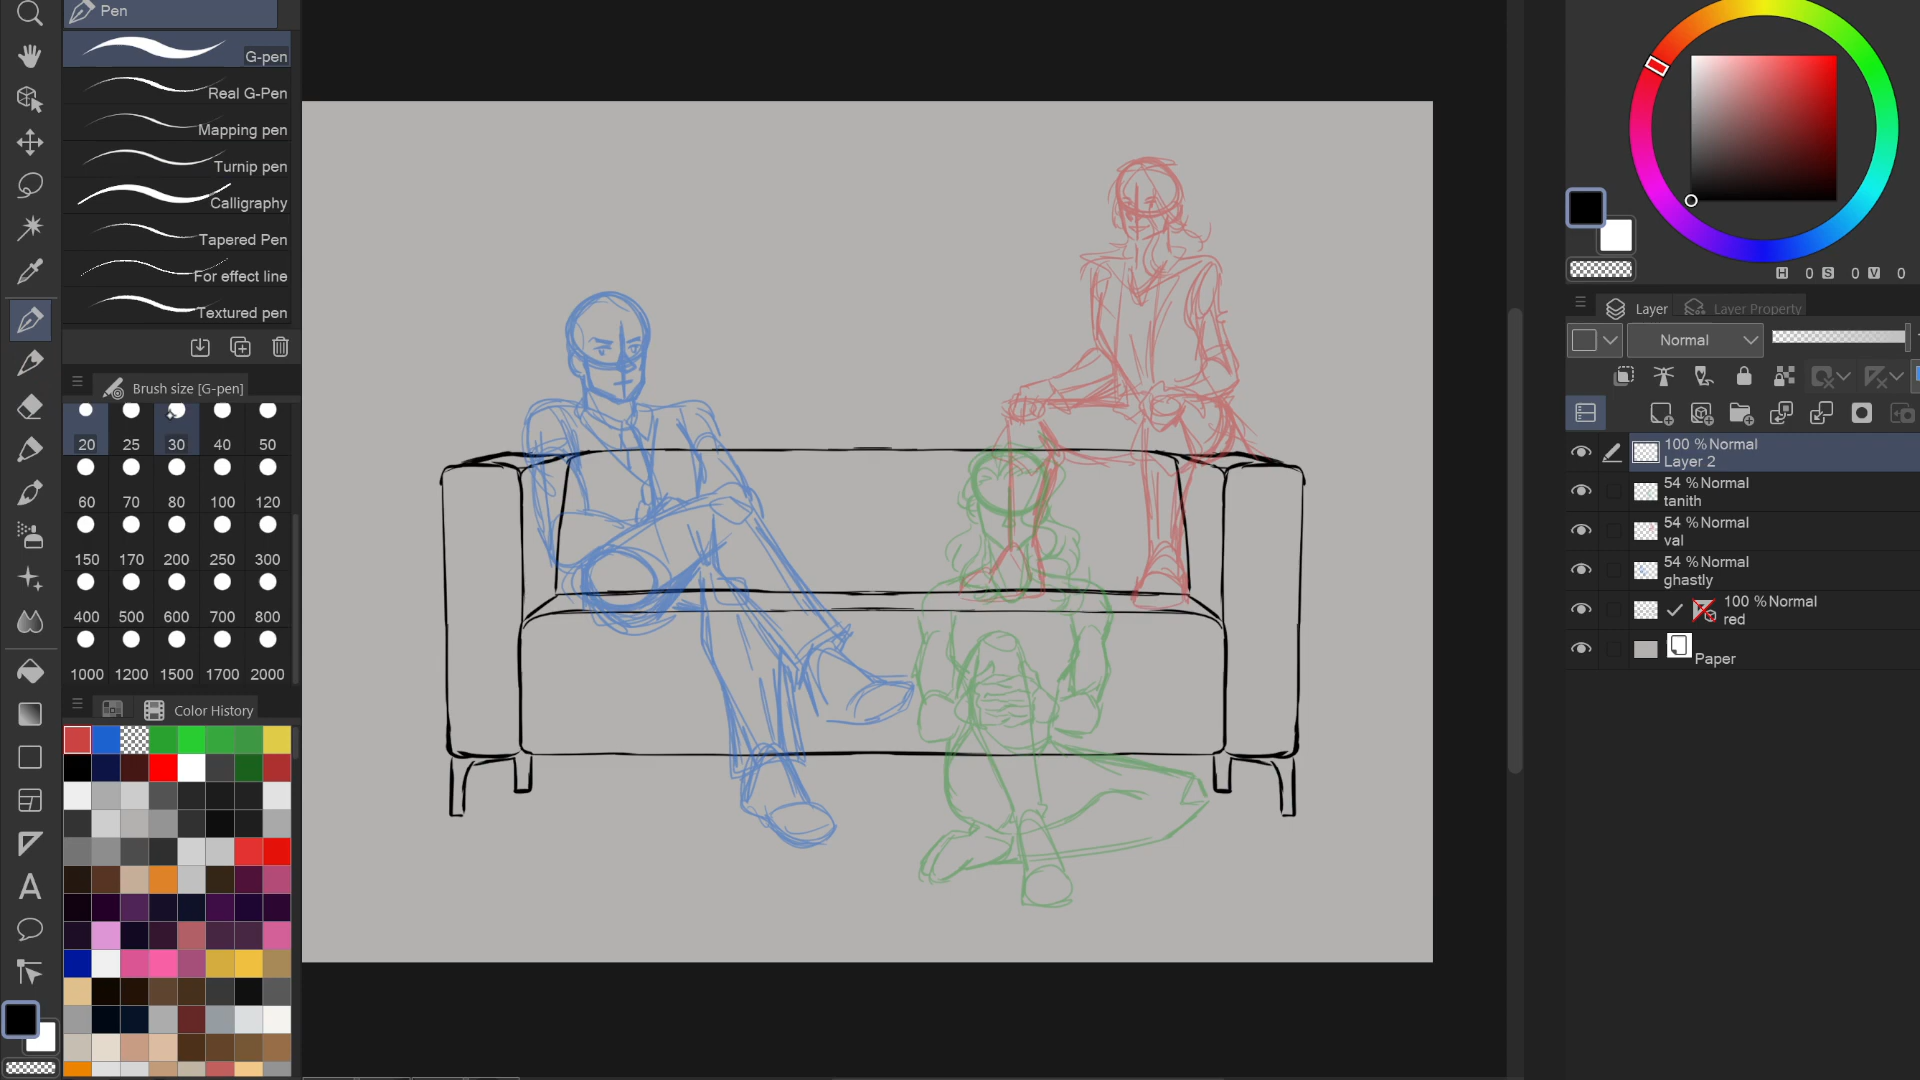 Pen
G-pen
Real G-Pen
Mapping pen
Turnip pen
Calligraphy
Tapered Pen
For effect line
Textured pen
Brush size [G-pen]
20 25 30 40 50
60 70 80 100 120
150 170 200 250 300
400 500 600 700 800
1000 1200 1500 1700 2000
Color History
H 0 S 0 V 0
Layer Layer Property
Normal
100 %Normal
Layer 2
54 %Normal
tanith
54 %Normal
val
54 %Normal
ghastly
100 %Normal
red
Paper